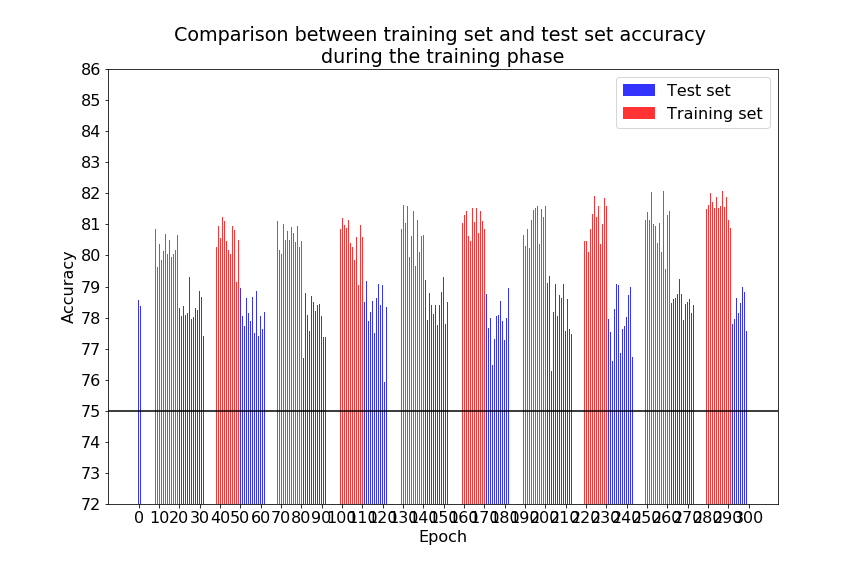 Comparison between training set and test set accuracy
during the training phase
86
85
84
83
82
81
80
79
78
77
76
75
74
73
72
Accuracy
Test set
Training set
0 10 20 30 40 50 60 70 80 90 100 110 120 130 140 150 160 170 180 190 200 210 220 230 240 250 260 270 280 290 300
Epoch